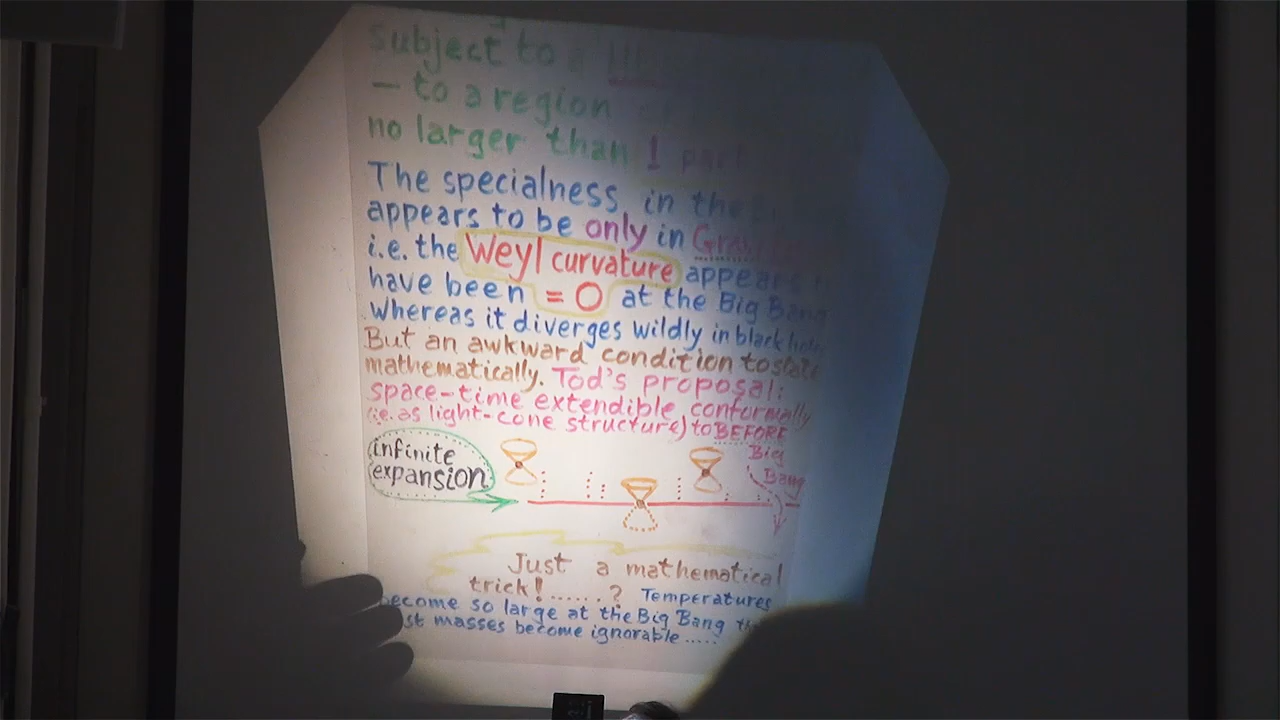 Subject to a !!!
— to a region
no larger than 1 part
The specialness in the
appears to be only in
i.e. the Weyl curvature appears
have been = 0 at the Big Bang
whereas it diverges wildly in black holes
But an awkward condition to state
mathematically. Tod's proposal:
space-time extendible conformally
(i.e. as light-cone structure) to BEFORE
Big
Bang
infinite
expansion
Just a mathematical
trick!......? Temperatures
become so large at the Big Bang
masses become ignorable.....